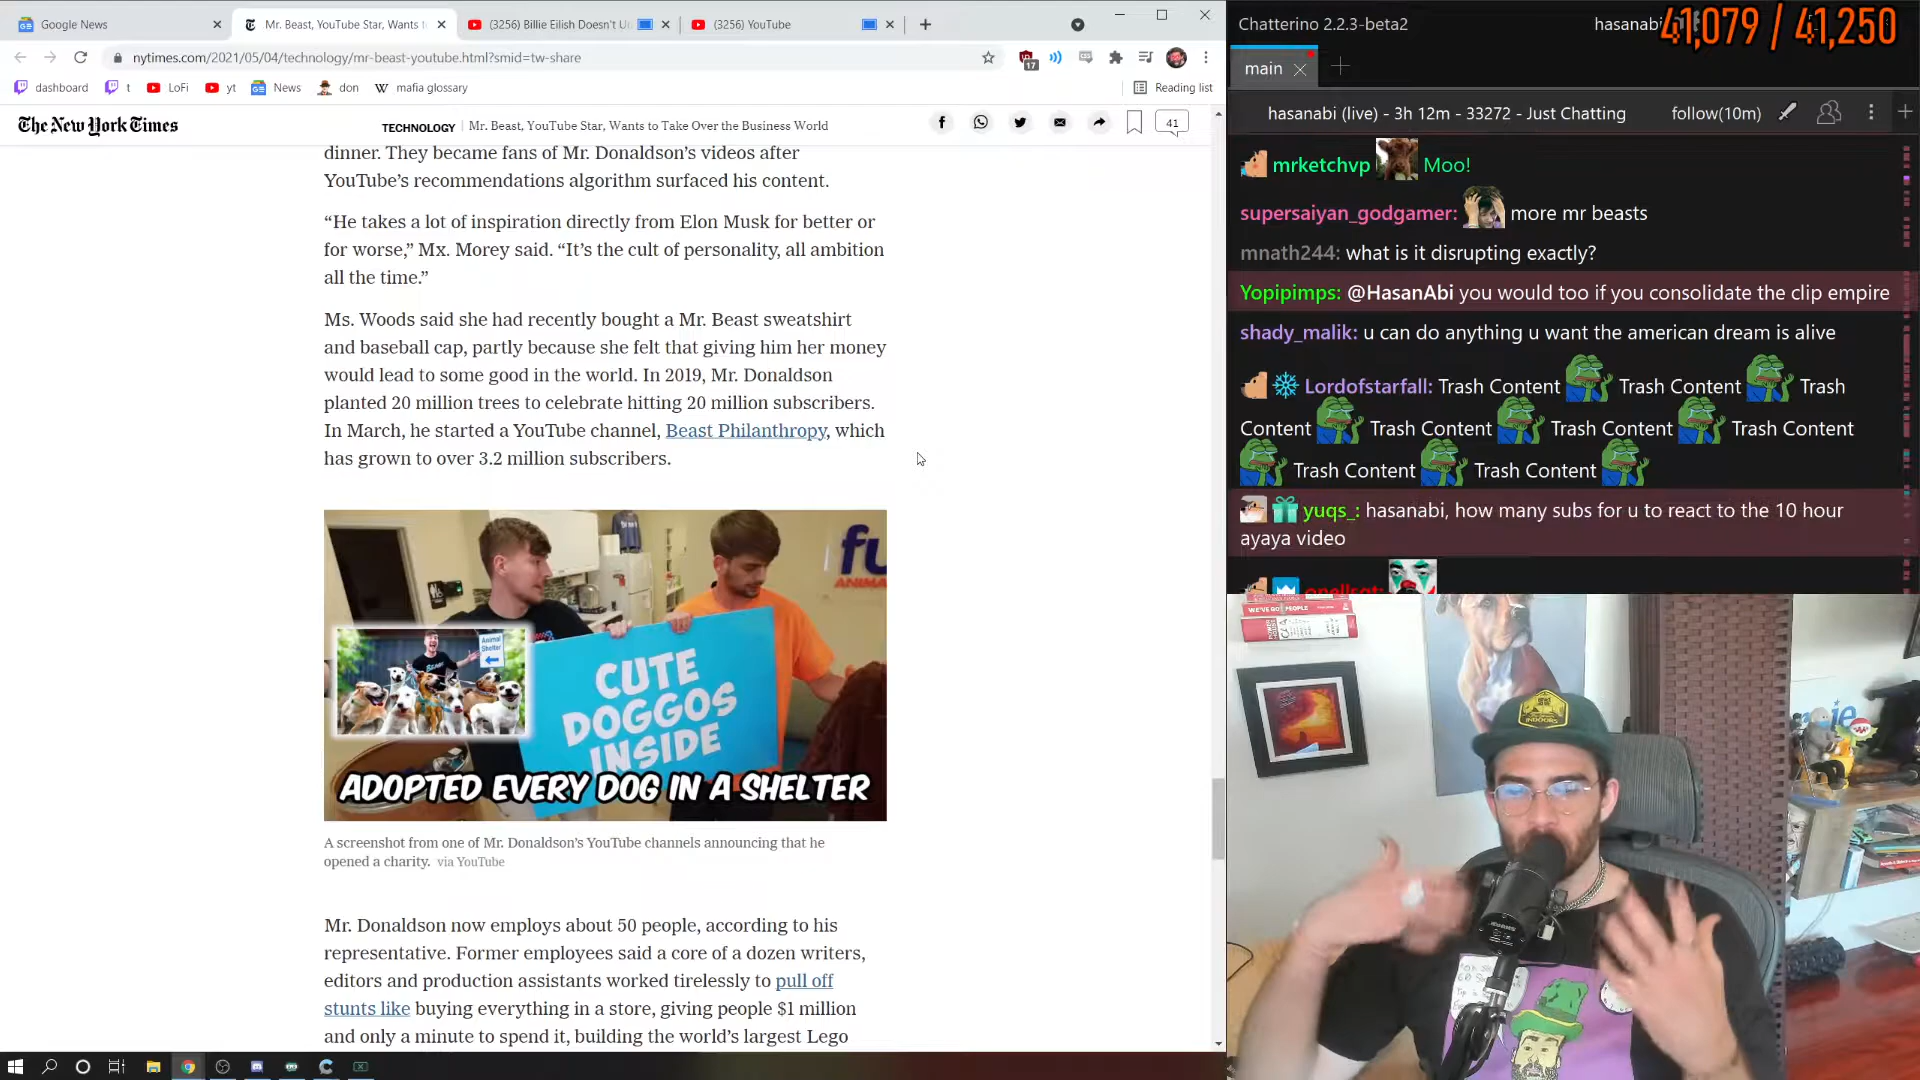 Google News
Mr. Beast, YouTube Star, Wants t
(3256) Billie Eilish Doesn't U
(3256) YouTube
nytimes.com/2021/05/04/technology/mr-beast-youtube.html?smid=tw-share
17
dashboard
t
LoFi
yt
News
don
mafia glossary
Reading list
The New York Times
TECHNOLOGY | Mr. Beast, YouTube Star, Wants to Take Over the Business World
41
dinner. They became fans of Mr. Donaldson’s videos after
YouTube’s recommendations algorithm surfaced his content.
“He takes a lot of inspiration directly from Elon Musk for better or
for worse,” Mx. Morey said. “It’s the cult of personality, all ambition
all the time.”
Ms. Woods said she had recently bought a Mr. Beast sweatshirt
and baseball cap, partly because she felt that giving him her money
would lead to some good in the world. In 2019, Mr. Donaldson
planted 20 million trees to celebrate hitting 20 million subscribers.
In March, he started a YouTube channel, Beast Philanthropy, which
has grown to over 3.2 million subscribers.
Animal
Shelter
CUTE
DOGGOS
INSIDE
ADOPTED EVERY DOG IN A SHELTER
A screenshot from one of Mr. Donaldson’s YouTube channels announcing that he
opened a charity. via YouTube
Mr. Donaldson now employs about 50 people, according to his
representative. Former employees said a core of a dozen writers,
editors and production assistants worked tirelessly to pull off
stunts like buying everything in a store, giving people $1 million
and only a minute to spend it, building the world’s largest Lego
Chatterino 2.2.3-beta2
hasanabi
41,079 / 41,250
main
hasanabi (live) - 3h 12m - 33272 - Just Chatting
follow(10m)
mrketchvp Moo!
supersaiyan_godgamer: more mr beasts
mnath244: what is it disrupting exactly?
Yopipimps: @HasanAbi you would too if you consolidate the clip empire
shady_malik: u can do anything u want the american dream is alive
Lordofstarfall: Trash Content Trash Content Trash
Content Trash Content Trash Content Trash Content
Trash Content Trash Content
yuqs_: hasanabi, how many subs for u to react to the 10 hour
ayaya video
WE'VE GOT PEOPLE
INDOORS